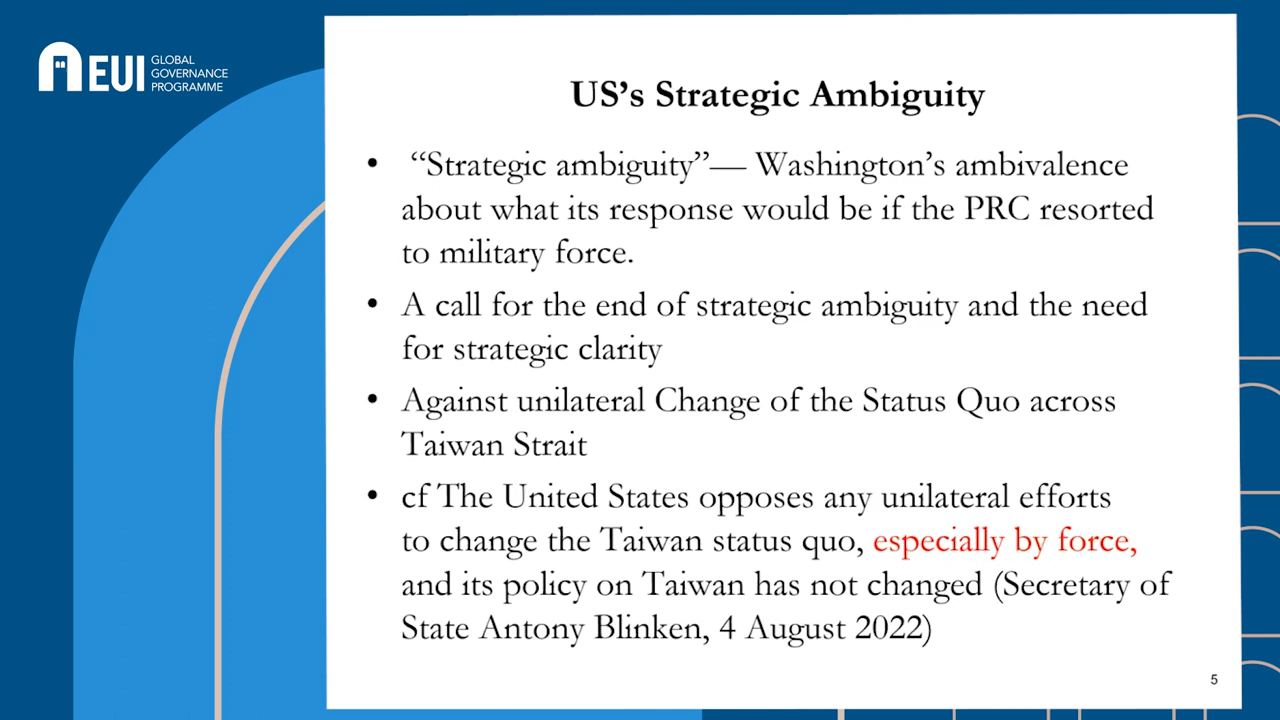 EUI
GLOBAL
GOVERNANCE
PROGRAMME
US’s Strategic Ambiguity
• “Strategic ambiguity”— Washington’s ambivalence
about what its response would be if the PRC resorted
to military force.
• A call for the end of strategic ambiguity and the need
for strategic clarity
• Against unilateral Change of the Status Quo across
Taiwan Strait
• cf The United States opposes any unilateral efforts
to change the Taiwan status quo, especially by force,
and its policy on Taiwan has not changed (Secretary of
State Antony Blinken, 4 August 2022)
5